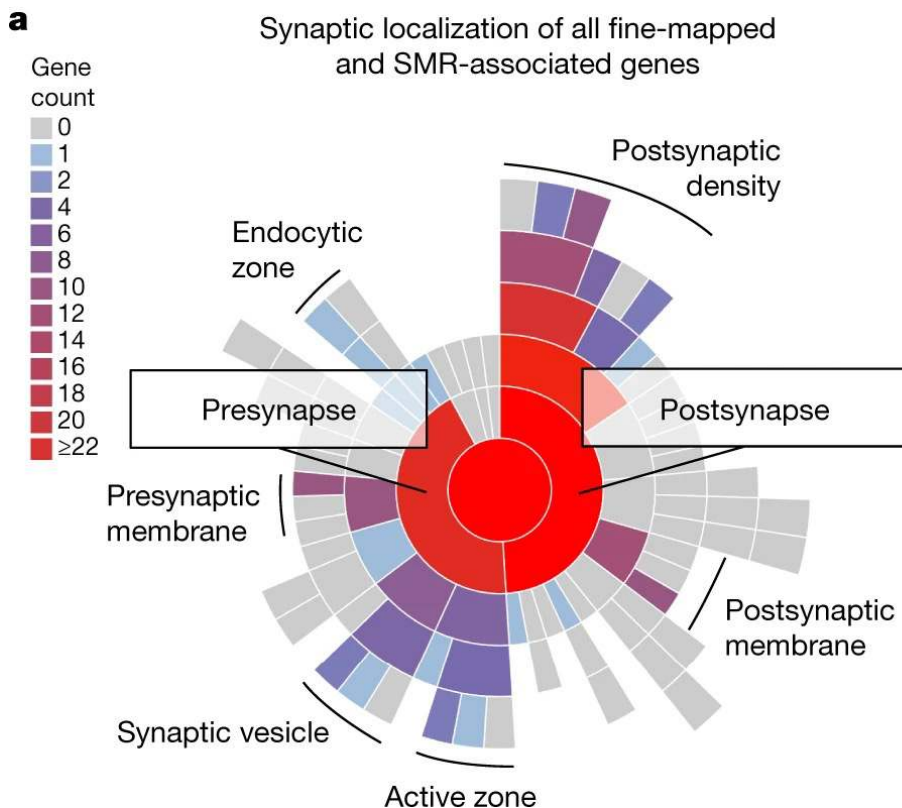 a
Synaptic localization of all fine-mapped
and SMR-associated genes
Gene
count
0
1
2
4
6
8
10
12
14
16
18
20
≥22
Postsynaptic
density
Endocytic
zone
Presynapse
Postsynapse
Presynaptic
membrane
Postsynaptic
membrane
Synaptic vesicle
Active zone